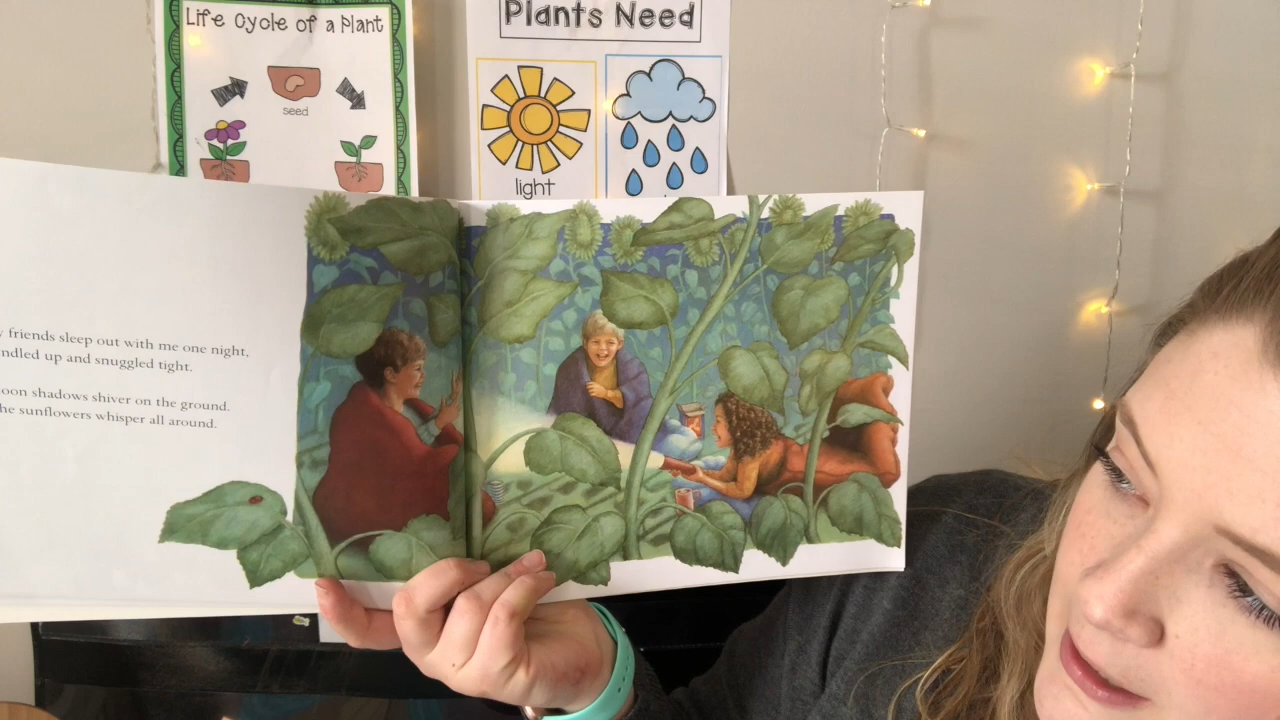 Life Cycle of a Plant
seed
Plants Need
light
friends sleep out with me one night,
ndled up and snuggled tight.
oon shadows shiver on the ground.
he sunflowers whisper all around.